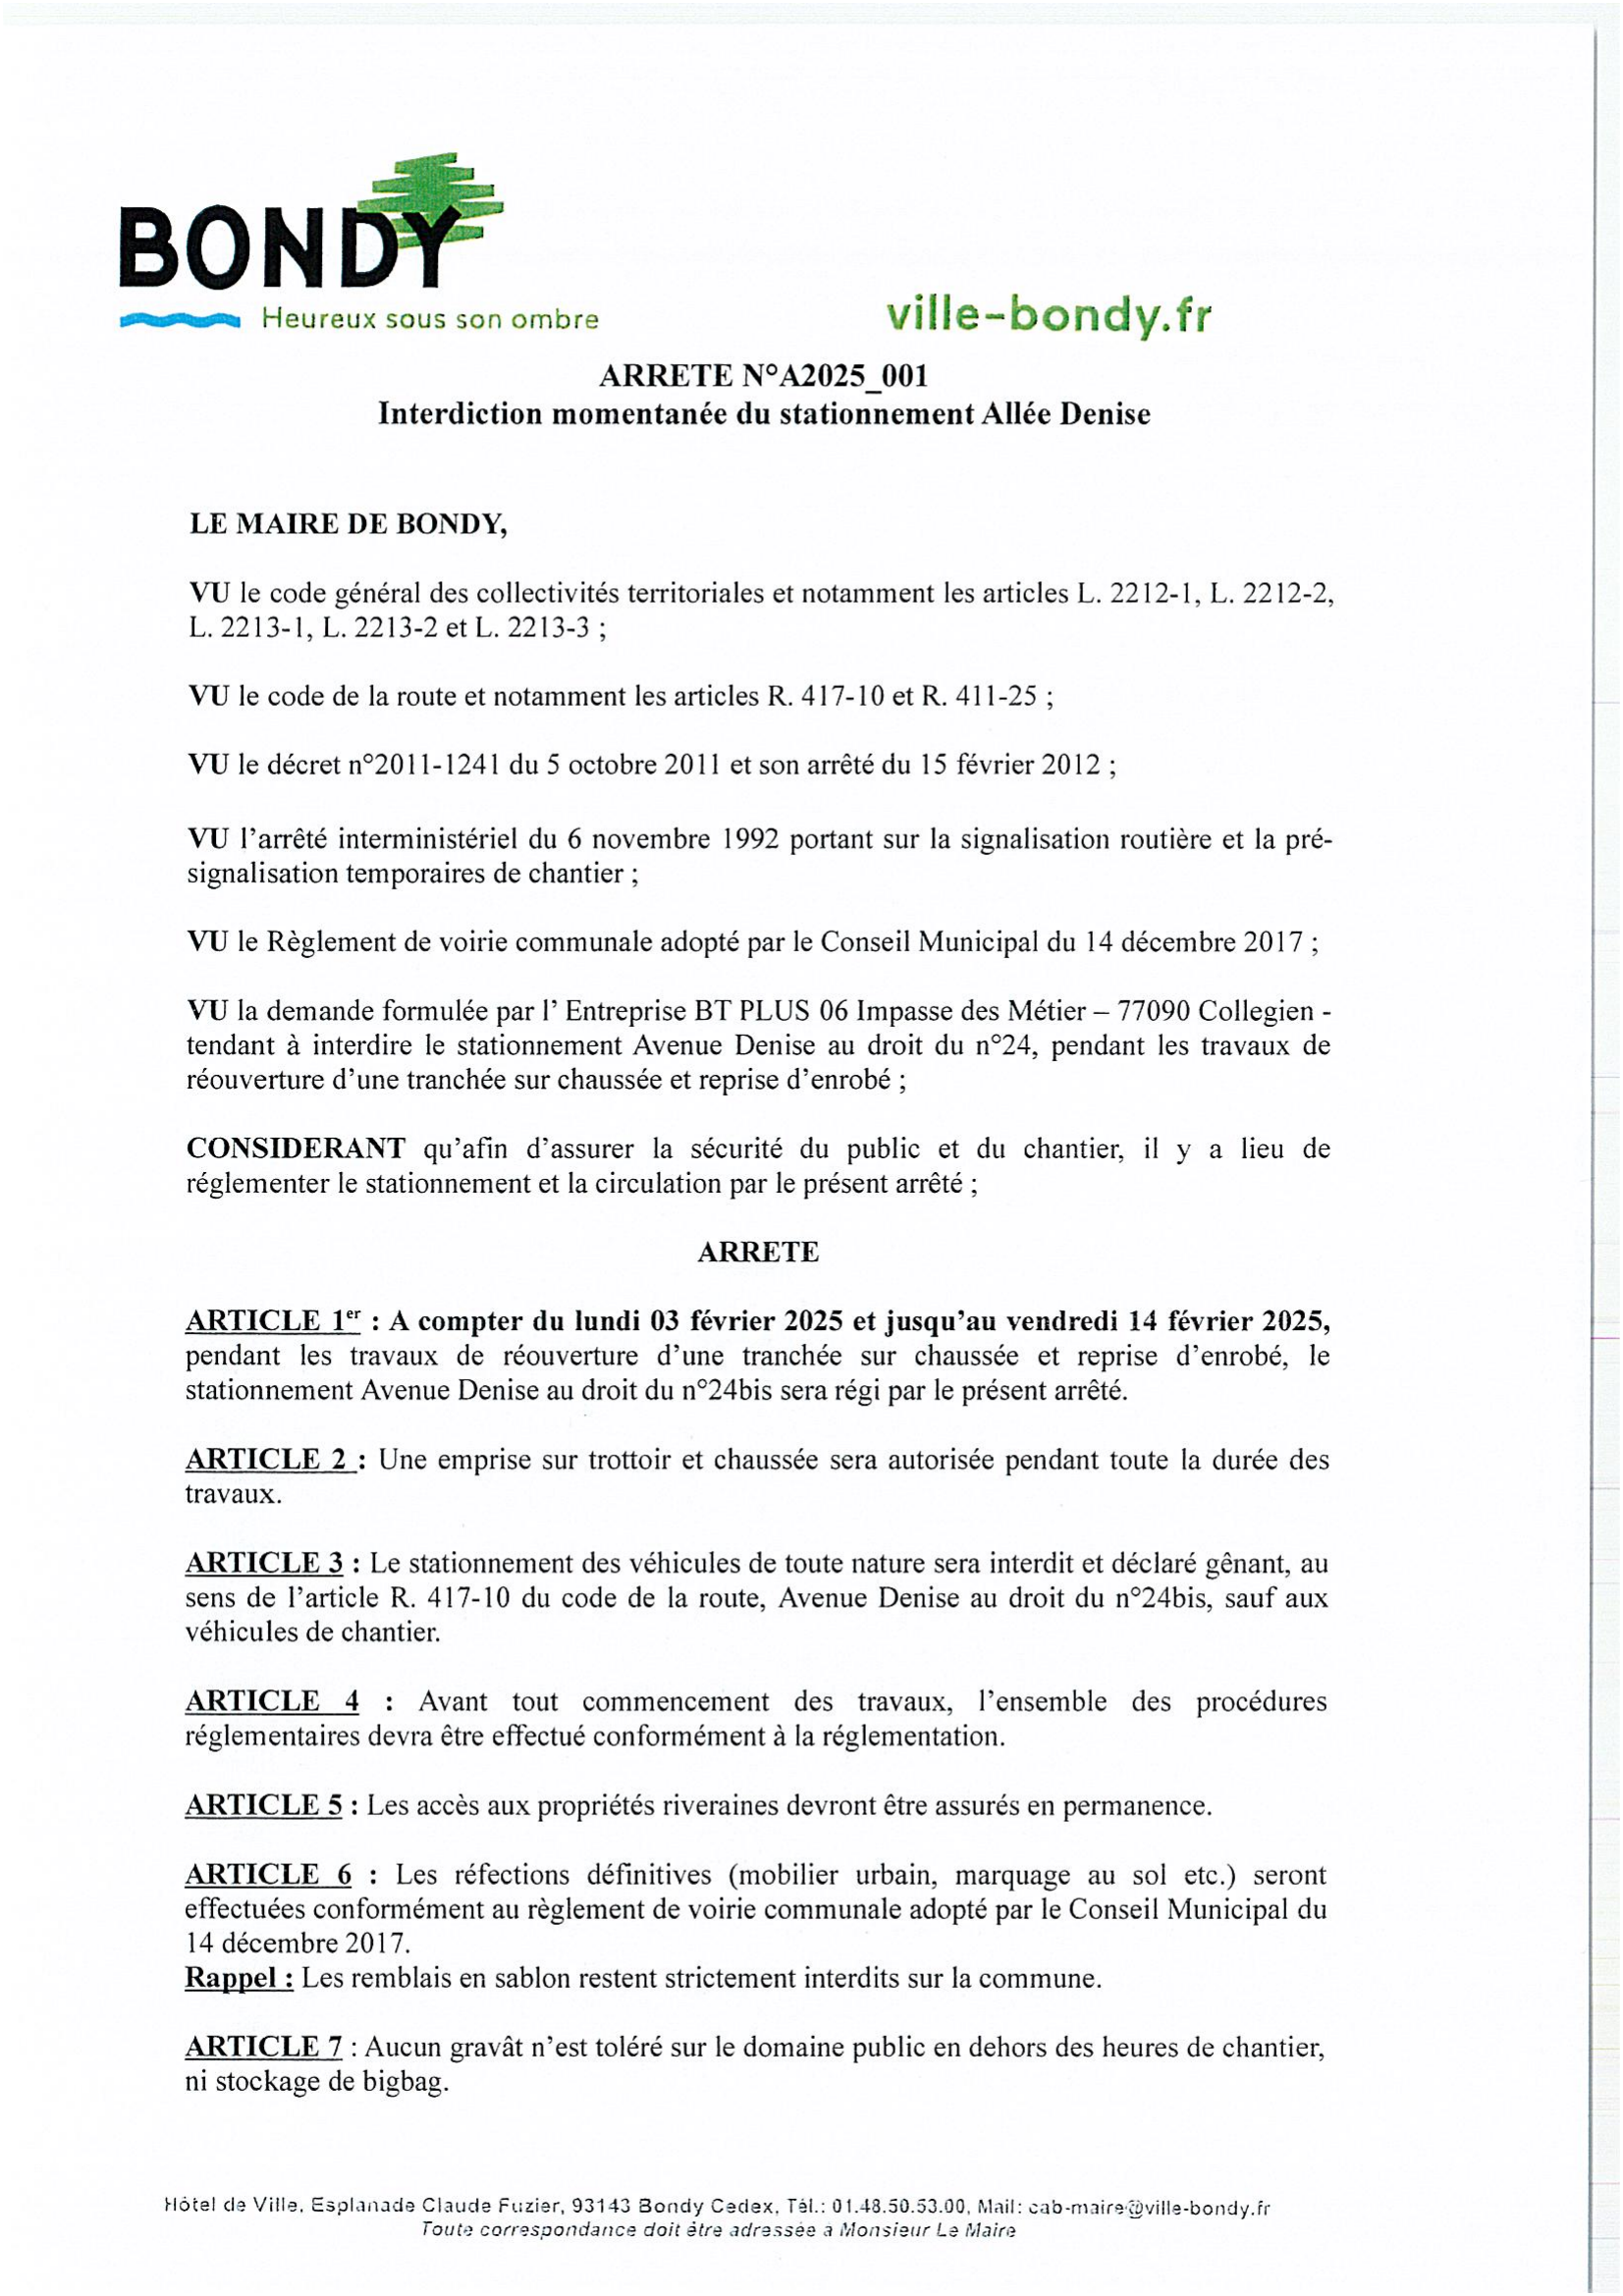 BONDY
Heureux sous son ombre
ville-bondy.fr
ARRETE N°A2025_001
Interdiction momentanée du stationnement Allée Denise
LE MAIRE DE BONDY,
VU le code général des collectivités territoriales et notamment les articles L. 2212-1, L. 2212-2,
L. 2213-1, L. 2213-2 et L. 2213-3 ;
VU le code de la route et notamment les articles R. 417-10 et R. 411-25 ;
VU le décret n°2011-1241 du 5 octobre 2011 et son arrêté du 15 février 2012 ;
VU l’arrêté interministériel du 6 novembre 1992 portant sur la signalisation routière et la pré-
signalisation temporaires de chantier ;
VU le Règlement de voirie communale adopté par le Conseil Municipal du 14 décembre 2017 ;
VU la demande formulée par l’ Entreprise BT PLUS 06 Impasse des Métier – 77090 Collegien -
tendant à interdire le stationnement Avenue Denise au droit du n°24, pendant les travaux de
réouverture d’une tranchée sur chaussée et reprise d’enrobé ;
CONSIDERANT qu’afin d’assurer la sécurité du public et du chantier, il y a lieu de
réglementer le stationnement et la circulation par le présent arrêté ;
ARRETE
ARTICLE 1er : A compter du lundi 03 février 2025 et jusqu’au vendredi 14 février 2025,
pendant les travaux de réouverture d’une tranchée sur chaussée et reprise d’enrobé, le
stationnement Avenue Denise au droit du n°24bis sera régi par le présent arrêté.
ARTICLE 2 : Une emprise sur trottoir et chaussée sera autorisée pendant toute la durée des
travaux.
ARTICLE 3 : Le stationnement des véhicules de toute nature sera interdit et déclaré gênant, au
sens de l’article R. 417-10 du code de la route, Avenue Denise au droit du n°24bis, sauf aux
véhicules de chantier.
ARTICLE 4 : Avant tout commencement des travaux, l’ensemble des procédures
réglementaires devra être effectué conformément à la réglementation.
ARTICLE 5 : Les accès aux propriétés riveraines devront être assurés en permanence.
ARTICLE 6 : Les réfections définitives (mobilier urbain, marquage au sol etc.) seront
effectuées conformément au règlement de voirie communale adopté par le Conseil Municipal du
14 décembre 2017.
Rappel : Les remblais en sablon restent strictement interdits sur la commune.
ARTICLE 7 : Aucun gravât n’est toléré sur le domaine public en dehors des heures de chantier,
ni stockage de bigbag.
Hôtel de Ville, Esplanade Claude Fuzier, 93143 Bondy Cedex, Tél.: 01.48.50.53.00, Mail: cab-maire@ville-bondy.fr
Toute correspondance doit être adressée à Monsieur Le Maire